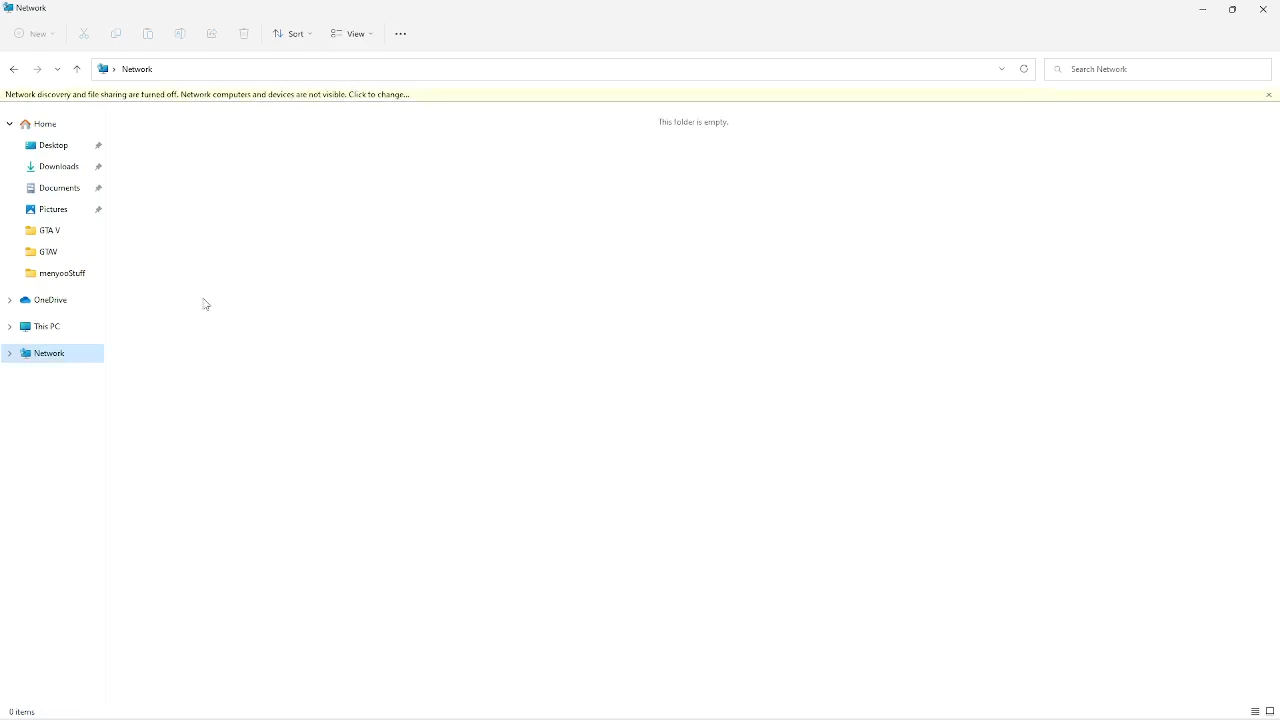 Network
New
Sort
View
Network
Search Network
Network discovery and file sharing are turned off. Network computers and devices are not visible. Click to change...
Home
This folder is empty.
Desktop
Downloads
Documents
Pictures
GTA V
GTAV
menyooStuff
OneDrive
This PC
Network
0 items